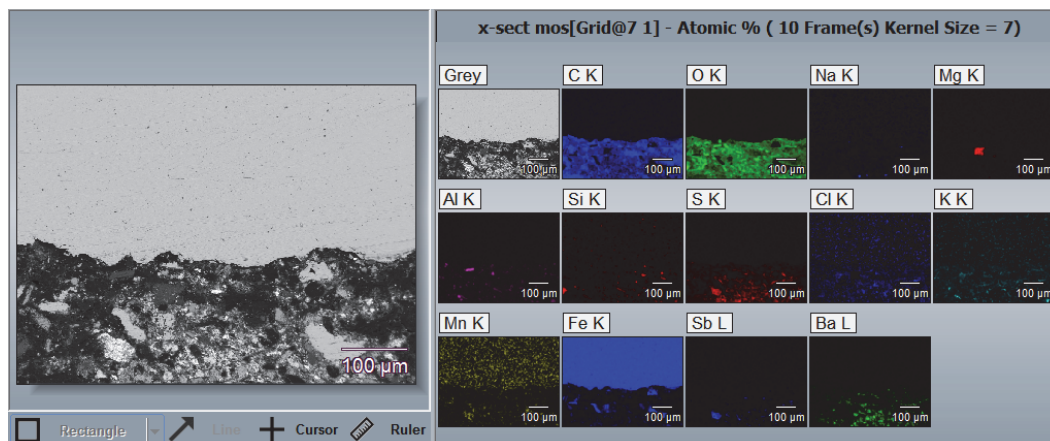 x-sect mos[Grid@7 1] - Atomic % ( 10 Frame(s) Kernel Size = 7)
Grey C K O K Na K Mg K
100 µm 100 µm 100 µm 100 µm 100 µm
Al K Si K S K Cl K K K
100 µm 100 µm 100 µm 100 µm 100 µm
Mn K Fe K Sb L Ba L
100 µm 100 µm 100 µm 100 µm
100 µm
Rectangle Line Cursor Ruler